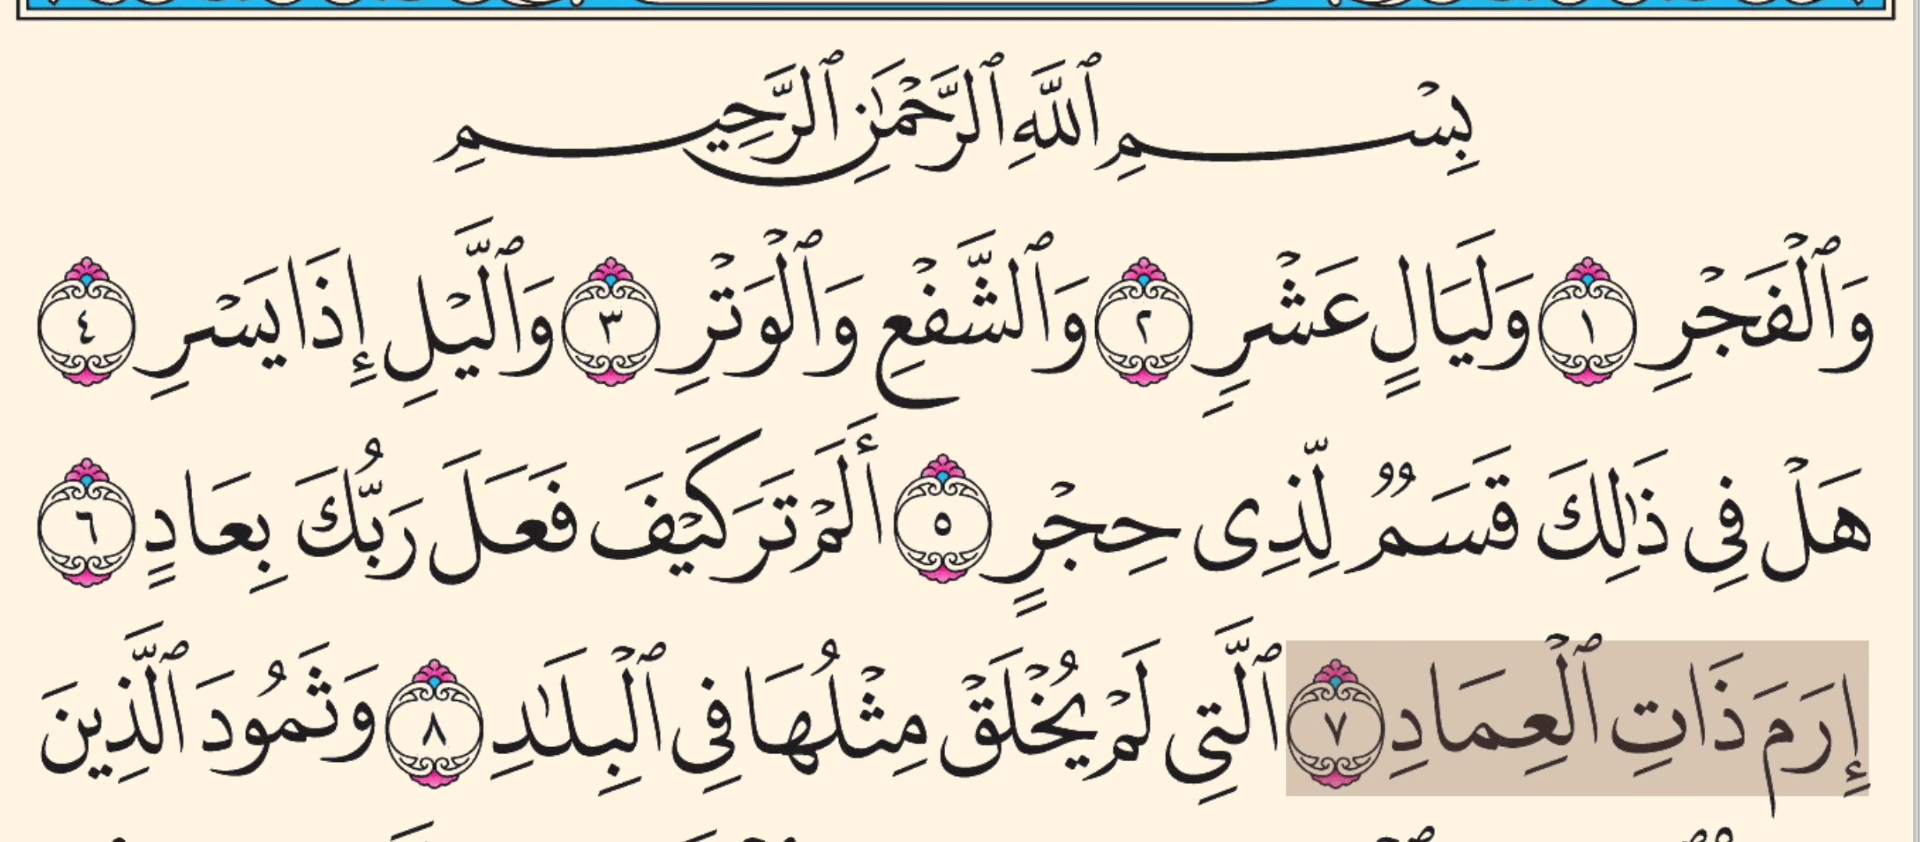 بِسْمِ ٱللَّهِ ٱلرَّحْمَٰنِ ٱلرَّحِيمِ
وَٱلْفَجْرِ ١ وَلَيَالٍ عَشْرٍ ٢ وَٱلشَّفْعِ وَٱلْوَتْرِ ٣ وَٱلَّيْلِ إِذَا يَسْرِ ٤
هَلْ فِى ذَٰلِكَ قَسَمٌ لِّذِى حِجْرٍ ٥ أَلَمْ تَرَ كَيْفَ فَعَلَ رَبُّكَ بِعَادٍ ٦
إِرَمَ ذَاتِ ٱلْعِمَادِ ٧ ٱلَّتِى لَمْ يُخْلَقْ مِثْلُهَا فِى ٱلْبِلَٰدِ ٨ وَثَمُودَ ٱلَّذِينَ